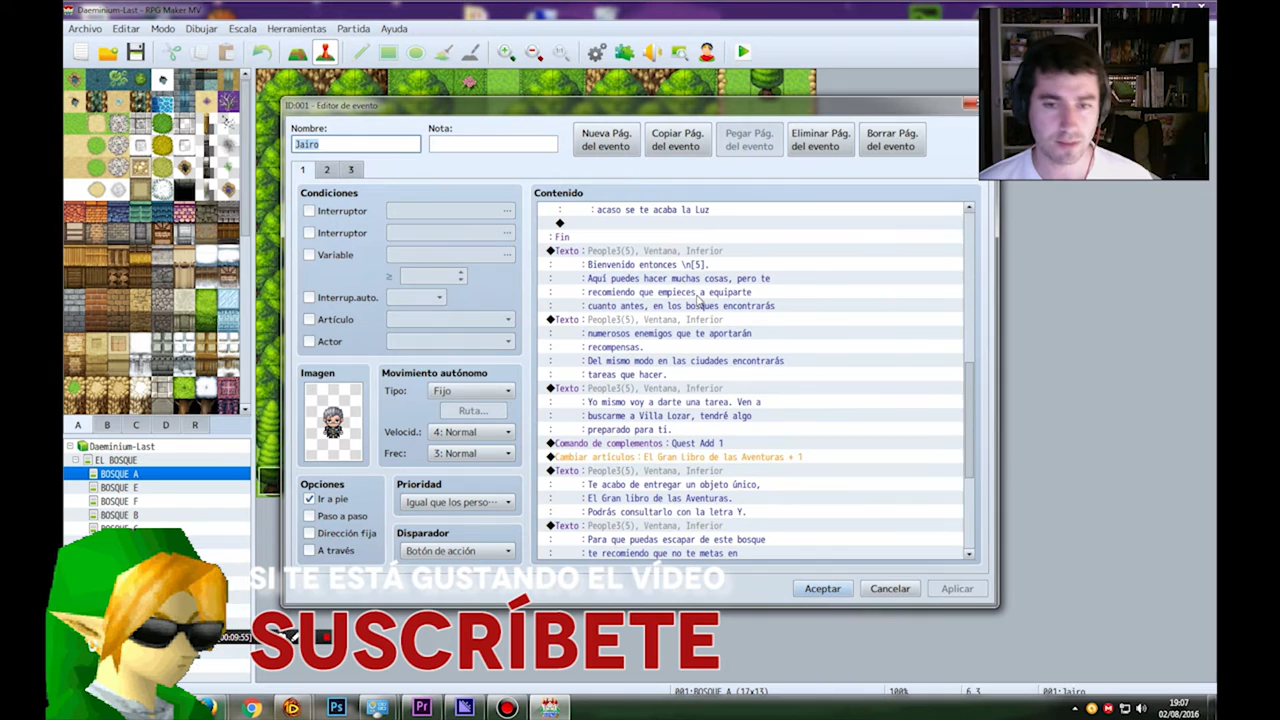 Daeminium-Last - RPG Maker MV
Archivo Editar Modo Dibujar Escala Herramientas Partida Ayuda
ID:001 - Editor de evento
Nombre: Nota:
Jairo
Nueva Pág. del evento
Copiar Pág. del evento
Pegar Pág. del evento
Eliminar Pág. del evento
Borrar Pág. del evento
1 2 3
Condiciones
Interruptor ...
Interruptor ...
Variable ...
≥
Interrup.auto.
Artículo
Actor
Imagen
Movimiento autónomo
Tipo: Fijo
Ruta...
Velocid.: 4: Normal
Frec: 3: Normal
Opciones
Ir a pie
Paso a paso
Dirección fija
A través
Prioridad
Igual que los perso···
Disparador
Botón de acción
Contenido
: : acaso se te acaba la Luz
◆
: Fin
◆Texto : People3(5), Ventana, Inferior
: : Bienvenido entonces \n[5].
: : Aquí puedes hacer muchas cosas, pero te
: : recomiendo que empieces a equiparte
: : cuanto antes, en los bosques encontrarás
◆Texto : People3(5), Ventana, Inferior
: : numerosos enemigos que te aportarán
: : recompensas.
: : Del mismo modo en las ciudades encontrarás
: : tareas que hacer.
◆Texto : People3(5), Ventana, Inferior
: : Yo mismo voy a darte una tarea. Ven a
: : buscarme a Villa Lozar, tendré algo
: : preparado para ti.
◆Comando de complementos : Quest Add 1
◆Cambiar artículos : El Gran Libro de las Aventuras + 1
◆Texto : People3(5), Ventana, Inferior
: : Te acabo de entregar un objeto único,
: : El Gran libro de las Aventuras.
: : Podrás consultarlo con la letra Y.
◆Texto : People3(5), Ventana, Inferior
: : Para que puedas escapar de este bosque
: : te recomiendo que no te metas en
Aceptar Cancelar Aplicar
A B C D R
Daeminium-Last
EL BOSQUE
BOSQUE A
BOSQUE E
BOSQUE F
BOSQUE B
SI TE ESTÁ GUSTANDO EL VÍDEO
SUSCRÍBETE
[00:09:55]
001:BOSQUE A (17x13) 100% 6,3 001:Jairo
Ps Pr
19:07
02/08/2016